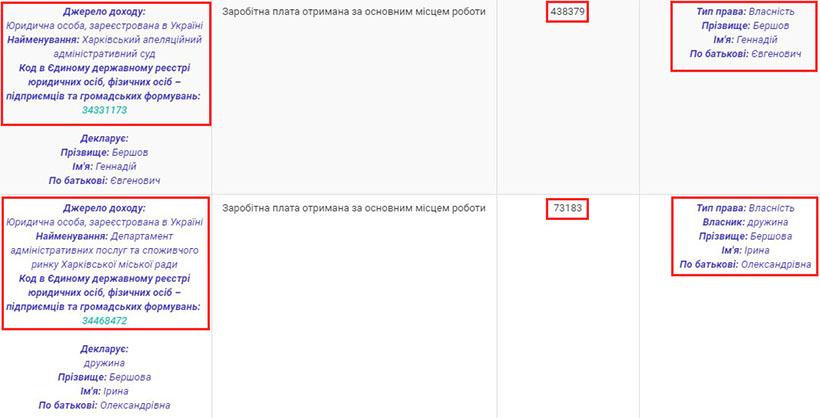 Джерело доходу:
Юридична особа, зареєстрована в Україні
Найменування: Харківський апеляційний
адміністративний суд
Код в Єдиному державному реєстрі
юридичних осіб, фізичних осіб –
підприємців та громадських формувань:
34331173
Декларує:
Прізвище: Бершов
Ім'я: Геннадій
По батькові: Євгенович
Заробітна плата отримана за основним місцем роботи
438379
Тип права: Власність
Прізвище: Бершов
Ім'я: Геннадій
По батькові: Євгенович
Джерело доходу:
Юридична особа, зареєстрована в Україні
Найменування: Департамент
адміністративних послуг та споживчого
ринку Харківської міської ради
Код в Єдиному державному реєстрі
юридичних осіб, фізичних осіб –
підприємців та громадських формувань:
34468472
Декларує:
дружина
Прізвище: Бершова
Ім'я: Ірина
По батькові: Олександрівна
Заробітна плата отримана за основним місцем роботи
73183
Тип права: Власність
Власник: дружина
Прізвище: Бершова
Ім'я: Ірина
По батькові: Олександрівна